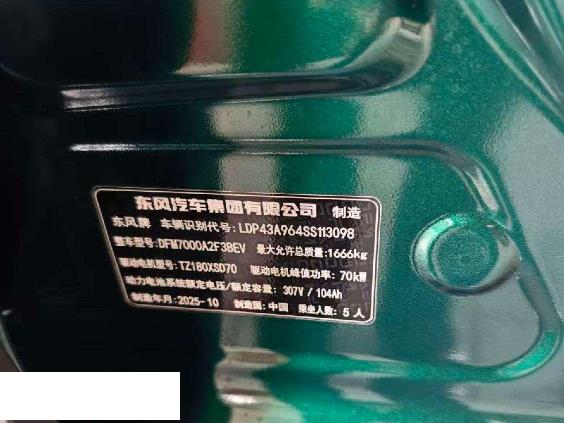 东风汽车集团有限公司 制造
东风牌 车辆识别代号：LDP43A964SS113098
整车型号：DFM7000A2F3BEV 最大允许总质量：1666kg
驱动电机型号：TZ180XSD70 驱动电机峰值功率：70kW
动力电池系统额定电压/额定容量：307V / 104Ah
制造年月：2025-10 制造国：中国 乘坐人数：5 人